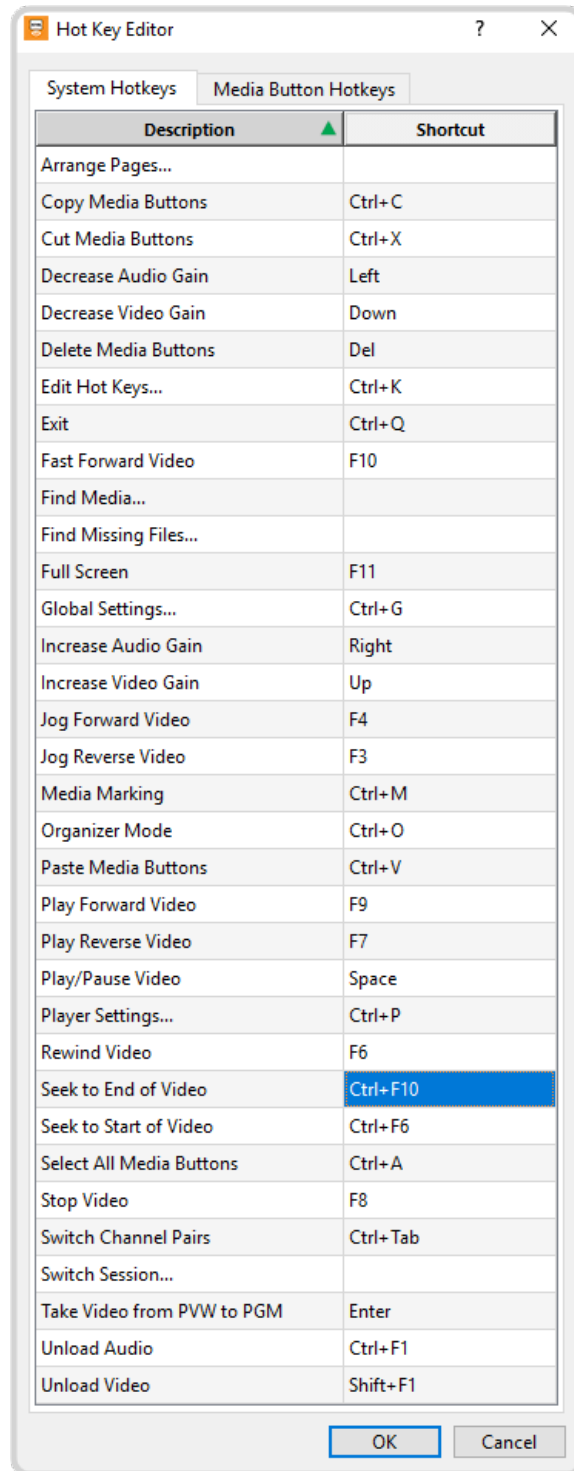 Hot Key Editor ? ×
System Hotkeys Media Button Hotkeys
Description Shortcut
Arrange Pages...
Copy Media Buttons Ctrl+C
Cut Media Buttons Ctrl+X
Decrease Audio Gain Left
Decrease Video Gain Down
Delete Media Buttons Del
Edit Hot Keys... Ctrl+K
Exit Ctrl+Q
Fast Forward Video F10
Find Media...
Find Missing Files...
Full Screen F11
Global Settings... Ctrl+G
Increase Audio Gain Right
Increase Video Gain Up
Jog Forward Video F4
Jog Reverse Video F3
Media Marking Ctrl+M
Organizer Mode Ctrl+O
Paste Media Buttons Ctrl+V
Play Forward Video F9
Play Reverse Video F7
Play/Pause Video Space
Player Settings... Ctrl+P
Rewind Video F6
Seek to End of Video Ctrl+F10
Seek to Start of Video Ctrl+F6
Select All Media Buttons Ctrl+A
Stop Video F8
Switch Channel Pairs Ctrl+Tab
Switch Session...
Take Video from PVW to PGM Enter
Unload Audio Ctrl+F1
Unload Video Shift+F1
OK Cancel